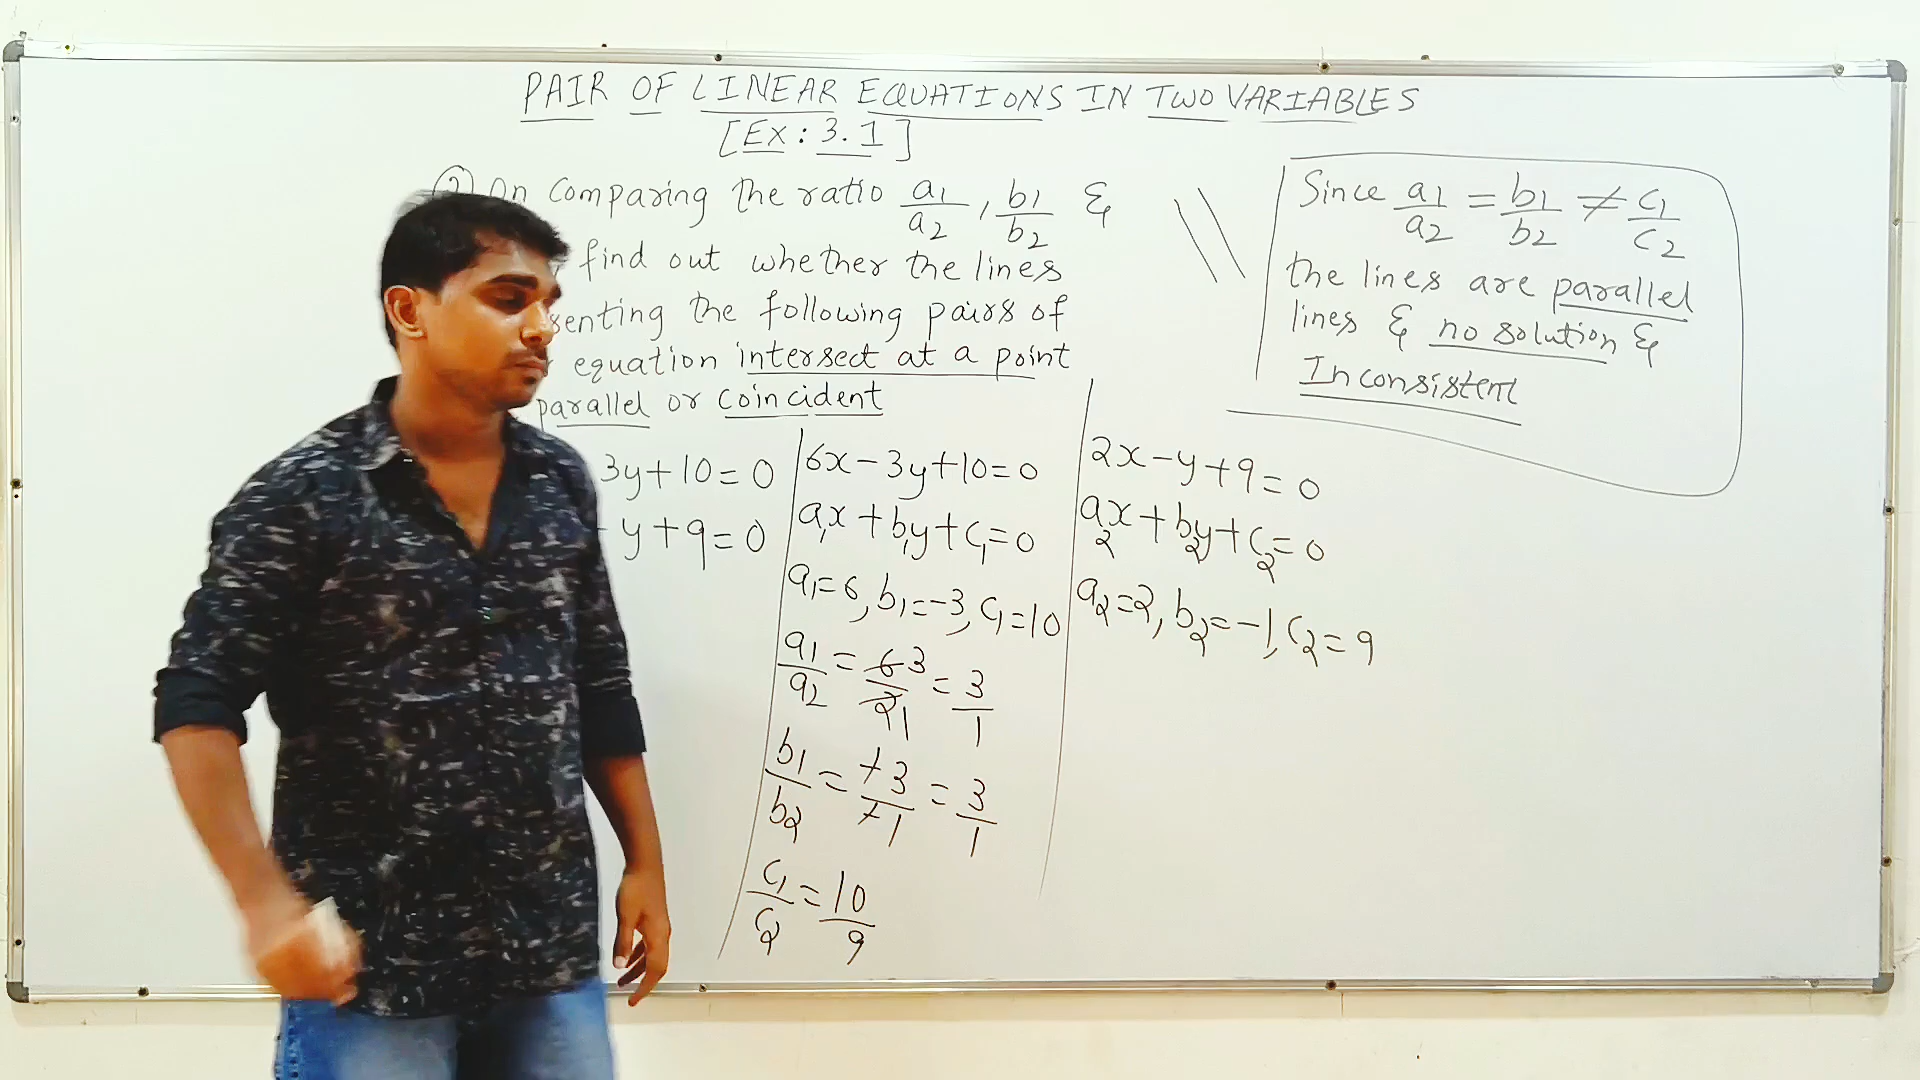 PAIR OF LINEAR EQUATIONS IN TWO VARIABLES
[EX: 3.1]
On Comparing the ratio a1/a2, b1/b2 &
find out whether the lines
senting the following pairs of
equation intersect at a point
parallel or coincident
3y+10=0
-y+9=0
6x-3y+10=0
a1x+b1y+c1=0
a1=6, b1=-3, c1=10
a1/a2 = 6/2 3/1 = 3/1
b1/b2 = -3/-1 = 3/1
c1/c2 = 10/9
2x-y+9=0
a2x+b2y+c2=0
a2=2, b2=-1, c2=9
Since a1/a2 = b1/b2 ≠ c1/c2
the lines are parallel
lines & no solution &
Inconsistent